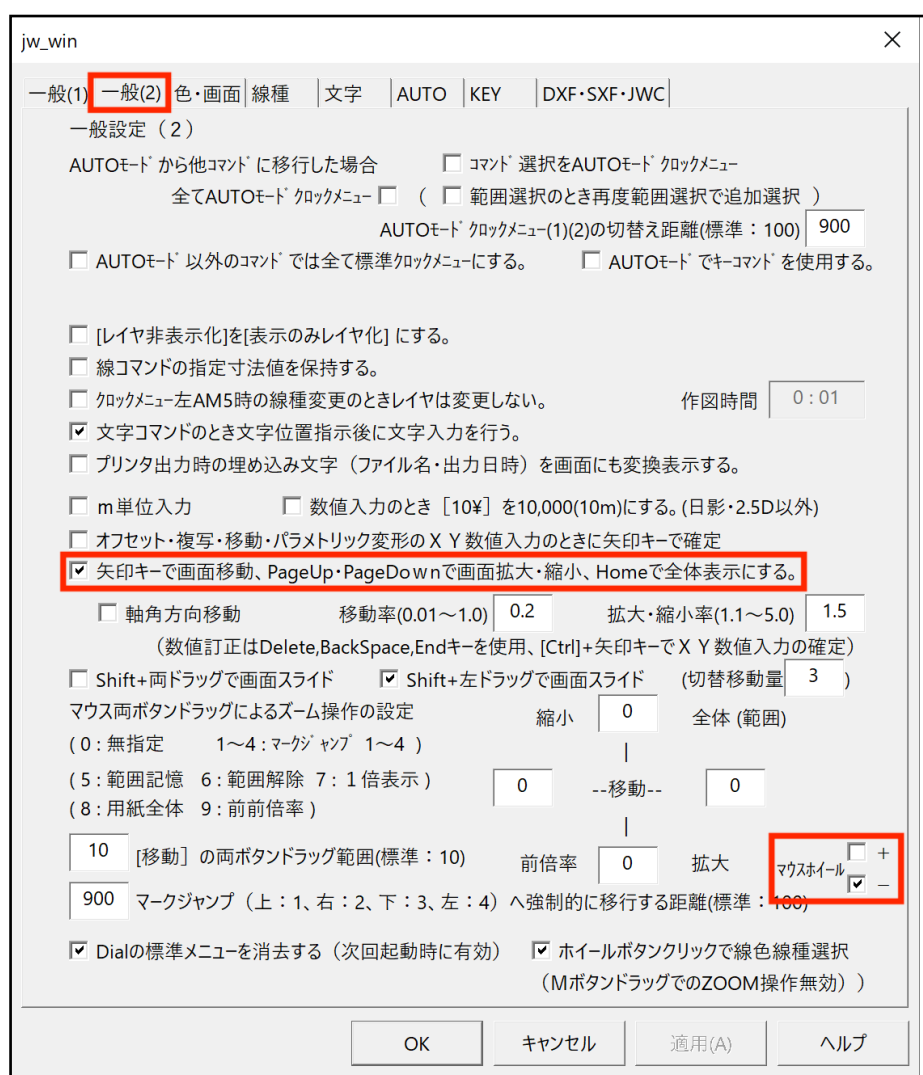 jw_win
一般(1) 一般(2) 色・画面 線種 文字 AUTO KEY DXF・SXF・JWC
一般設定（２）
AUTOﾓｰﾄﾞから他ｺﾏﾝﾄﾞに移行した場合 ｺﾏﾝﾄﾞ選択をAUTOﾓｰﾄﾞｸﾛｯｸﾒﾆｭｰ
全てAUTOﾓｰﾄﾞｸﾛｯｸﾒﾆｭｰ （ 範囲選択のとき再度範囲選択で追加選択 ）
AUTOﾓｰﾄﾞｸﾛｯｸﾒﾆｭｰ(1)(2)の切替え距離(標準：100) 900
AUTOﾓｰﾄﾞ以外のｺﾏﾝﾄﾞでは全て標準ｸﾛｯｸﾒﾆｭｰにする。 AUTOﾓｰﾄﾞでｷｰｺﾏﾝﾄﾞを使用する。
[レイヤ非表示化]を[表示のみレイヤ化] にする。
線コマンドの指定寸法値を保持する。
ｸﾛｯｸﾒﾆｭｰ左AM5時の線種変更のときレイヤは変更しない。 作図時間 0：01
文字コマンドのとき文字位置指示後に文字入力を行う。
プリンタ出力時の埋め込み文字（ファイル名・出力日時）を画面にも変換表示する。
ｍ単位入力 数値入力のとき［10¥］を10,000(10m)にする。(日影・2.5D以外)
オフセット・複写・移動・パラメトリック変形のＸＹ数値入力のときに矢印キーで確定
矢印キーで画面移動、PageUp・PageDoｗnで画面拡大・縮小、Homeで全体表示にする。
軸角方向移動 移動率(0.01～1.0) 0.2 拡大・縮小率(1.1～5.0) 1.5
（数値訂正はDelete,BackSpace,Endキーを使用、[Ctrl]+矢印キーでＸＹ数値入力の確定）
Shift+両ドラッグで画面スライド Shift+左ドラッグで画面スライド (切替移動量 3 )
マウス両ボタンドラッグによるズーム操作の設定 縮小 0 全体 (範囲)
( 0：無指定 1～4：ﾏｰｸｼﾞｬﾝﾌﾟ 1～4 ) |
( 5：範囲記憶 6：範囲解除 7：１倍表示 ) 0 --移動-- 0
( 8：用紙全体 9：前前倍率 ) |
10 [移動］の両ボタンドラッグ範囲(標準：10) 前倍率 0 拡大 ﾏｳｽﾎｲｰﾙ + −
900 マークジャンプ（上：1、右：2、下：3、左：4）へ強制的に移行する距離(標準：100)
Dialの標準メニューを消去する（次回起動時に有効） ホイールボタンクリックで線色線種選択
（ＭボタンドラッグでのZOOM操作無効））
OK キャンセル 適用(A) ヘルプ